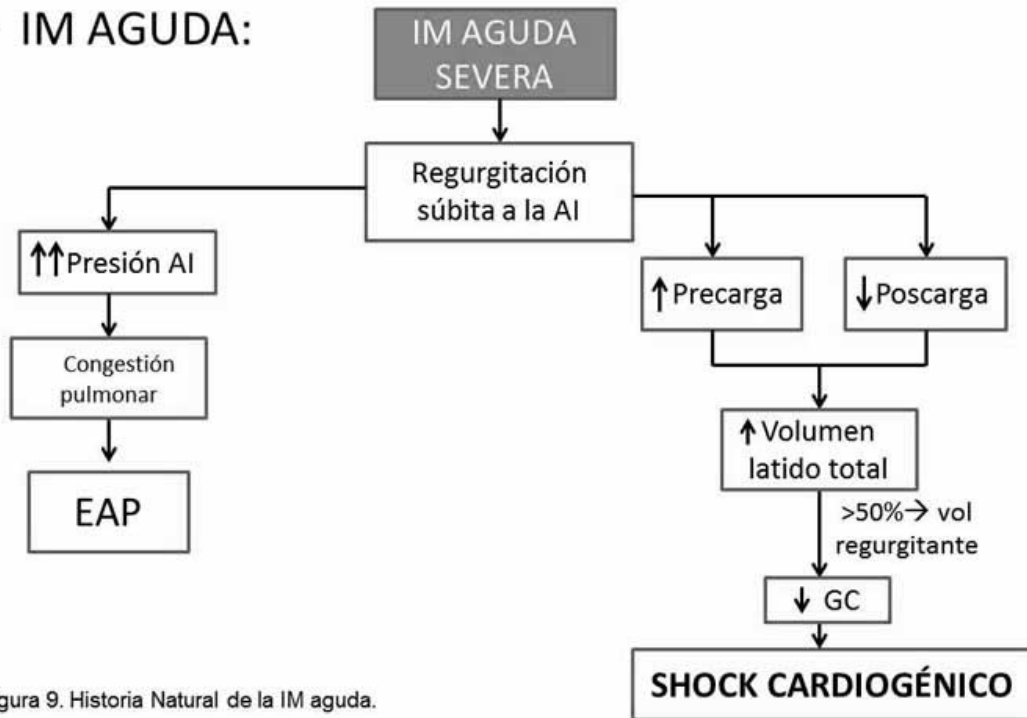 IM AGUDA:
IM AGUDA
SEVERA
Regurgitación
súbita a la AI
↑↑Presión AI
Congestión
pulmonar
EAP
↑Precarga
↓Poscarga
↑Volumen
latido total
>50%→ vol
regurgitante
↓ GC
SHOCK CARDIOGÉNICO
gura 9. Historia Natural de la IM aguda.